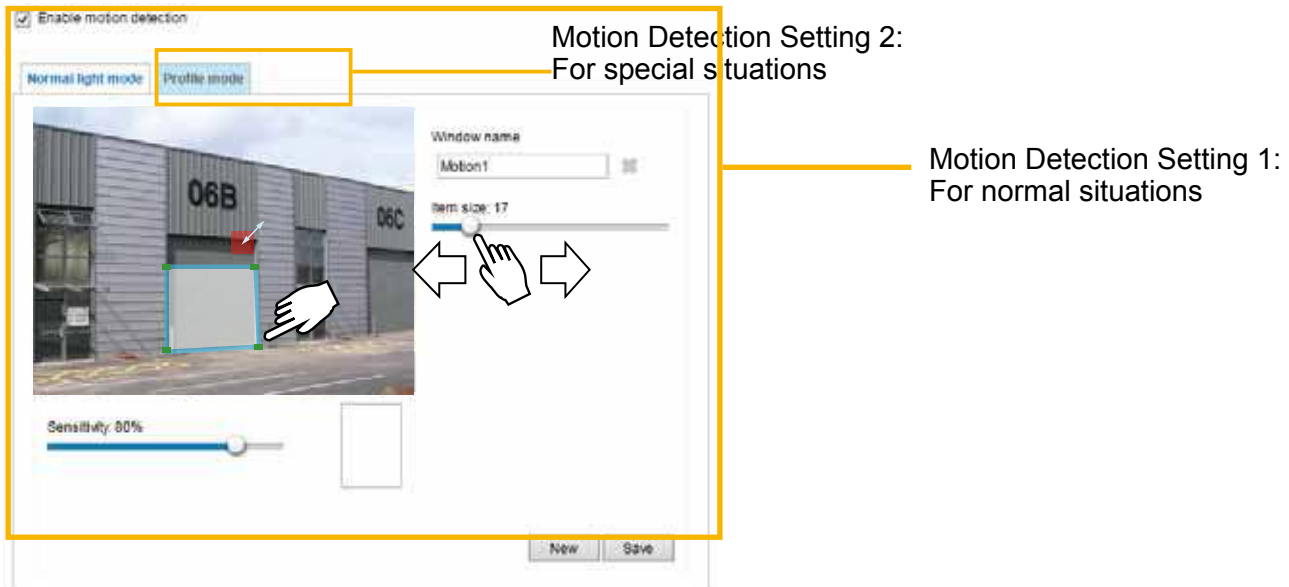 Enable motion detection
Motion Detection Setting 2:
For special situations
Normal light mode
Profile mode
Window name
Motion1
Item size: 17
Motion Detection Setting 1:
For normal situations
06B
06C
Sensitivity: 80%
New
Save